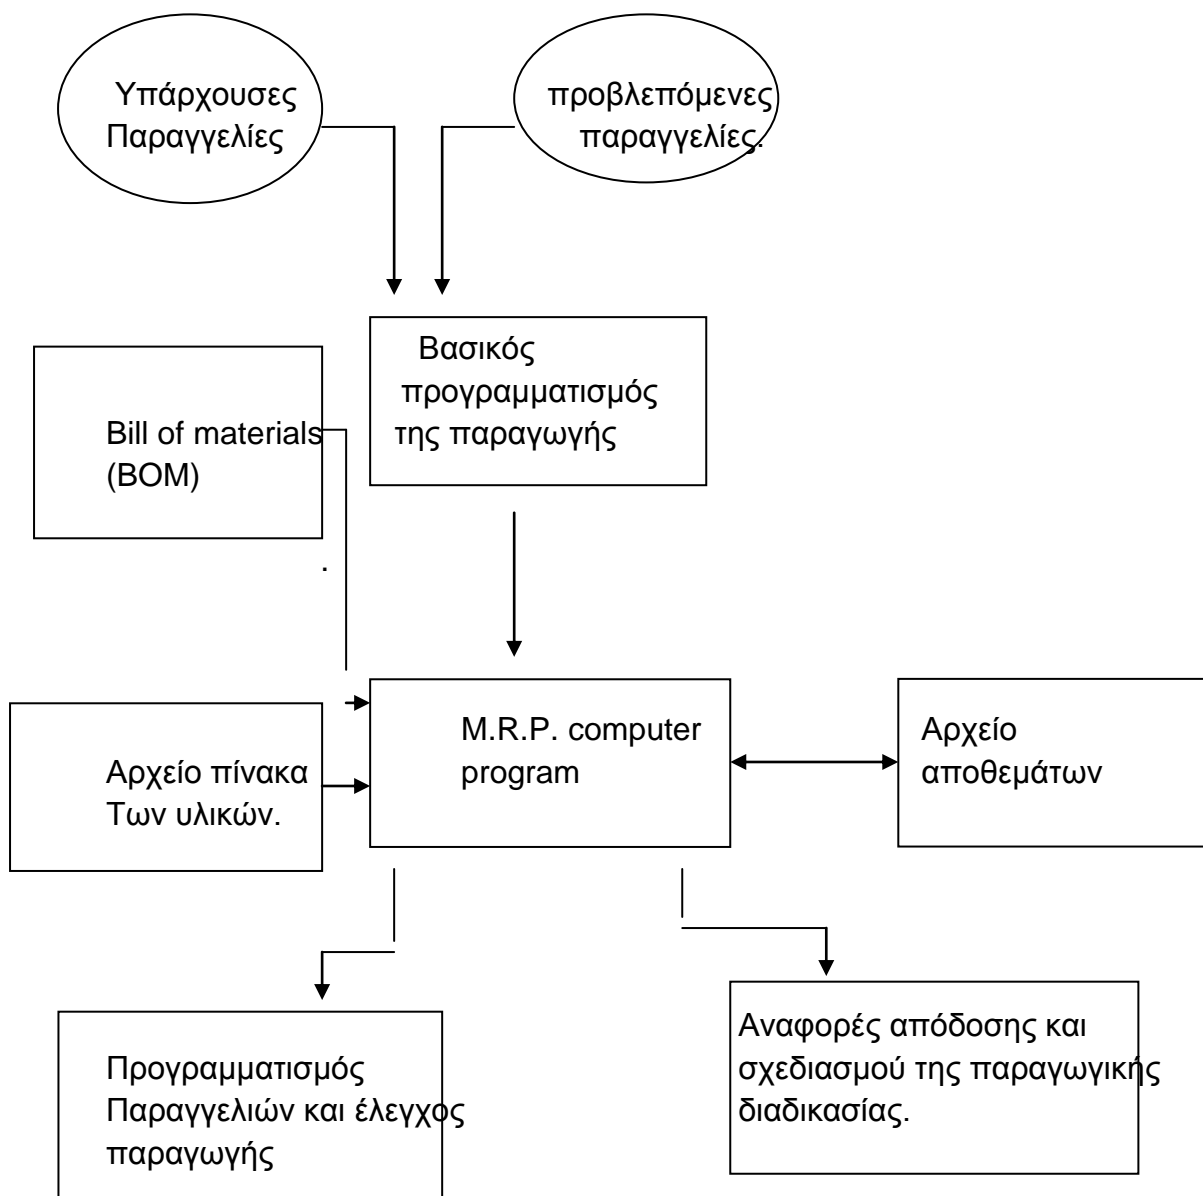 Υπάρχουσες
Παραγγελίες
προβλεπόμενες
παραγγελίες.
Βασικός
προγραμματισμός
της παραγωγής
Bill of materials
(BOM)
.
M.R.P. computer
program
Αρχείο
αποθεμάτων
Αρχείο πίνακα
Των υλικών.
Προγραμματισμός
Παραγγελιών και έλεγχος
παραγωγής
Αναφορές απόδοσης και
σχεδιασμού της παραγωγικής
διαδικασίας.